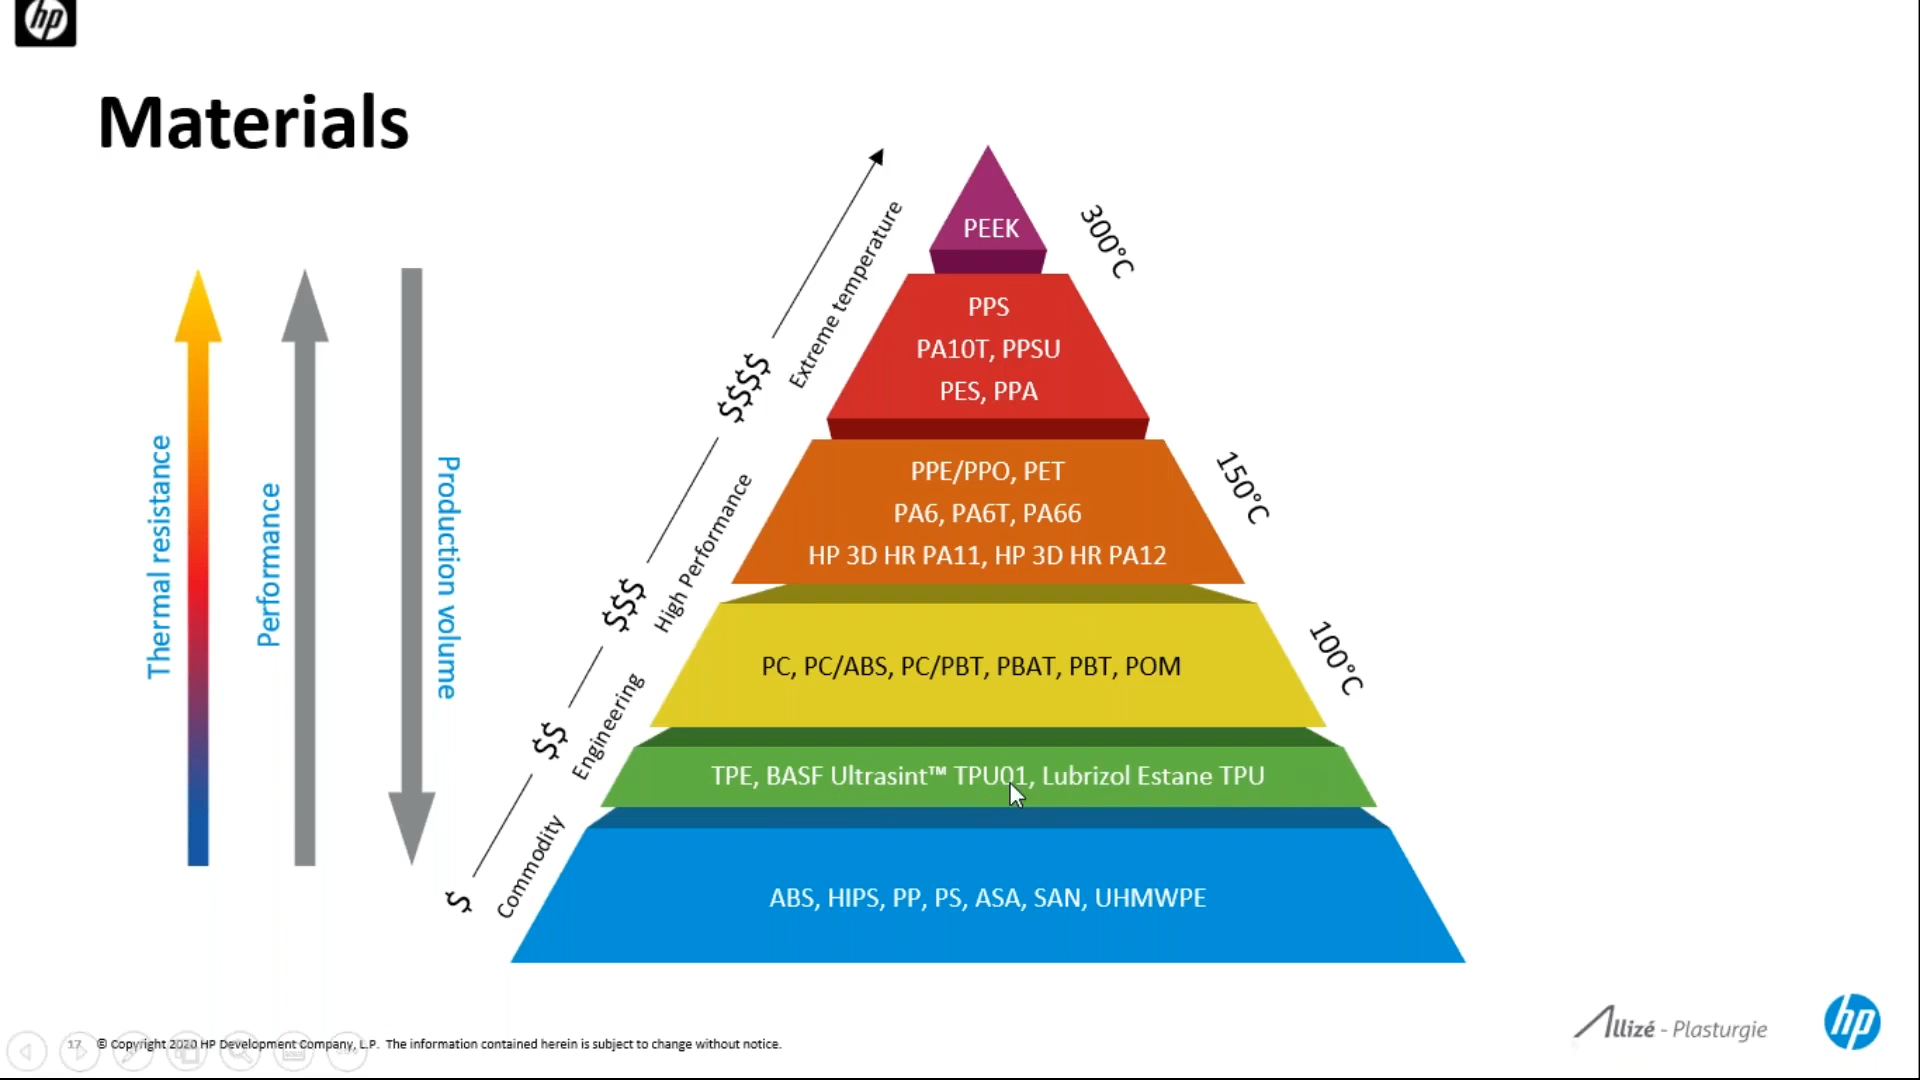 hp
Materials
Thermal resistance
Performance
Production volume
$
Commodity
$$
Engineering
$$$
High Performance
$$$$
Extreme temperature
PEEK
300°C
PPS
PA10T, PPSU
PES, PPA
150°C
PPE/PPO, PET
PA6, PA6T, PA66
HP 3D HR PA11, HP 3D HR PA12
100°C
PC, PC/ABS, PC/PBT, PBAT, PBT, POM
TPE, BASF Ultrasint™ TPU01, Lubrizol Estane TPU
ABS, HIPS, PP, PS, ASA, SAN, UHMWPE
17 © Copyright 2020 HP Development Company, L.P. The information contained herein is subject to change without notice.
Allizé - Plasturgie
hp